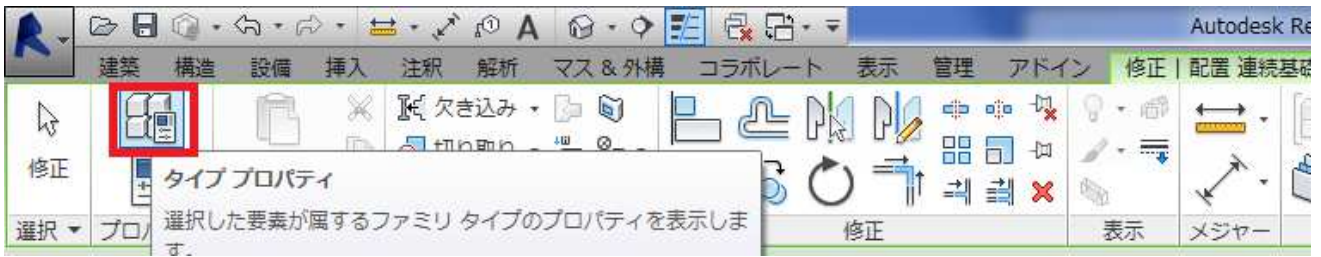 Autodesk Re
建築 構造 設備 挿入 注釈 解析 マス & 外構 コラボレート 表示 管理 アドイン 修正 | 配置 連続基礎
欠き込み
修正
タイプ プロパティ
選択した要素が属するファミリ タイプのプロパティを表示しま
す。
選択 プロ 修正 表示 メジャー